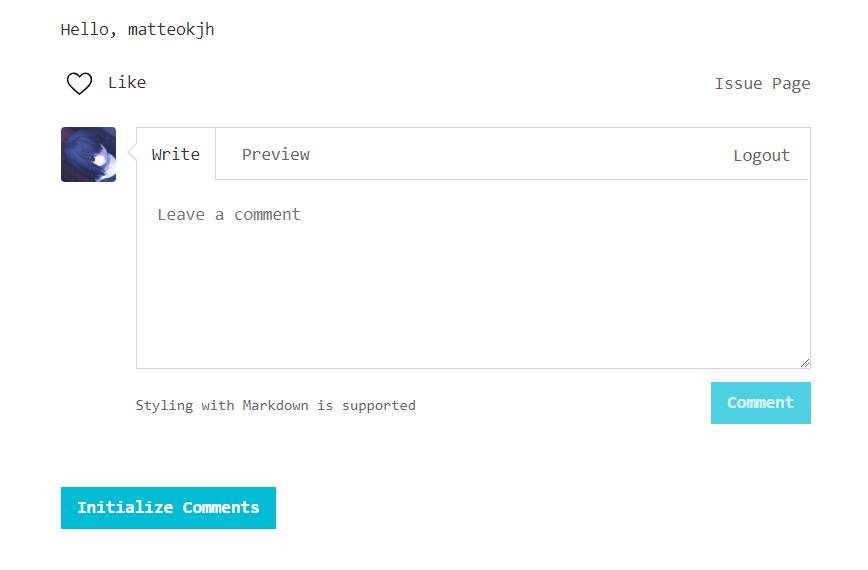 Hello, matteokjh
Like
Issue Page
Write
Preview
Logout
Leave a comment
Styling with Markdown is supported
Comment
Initialize Comments